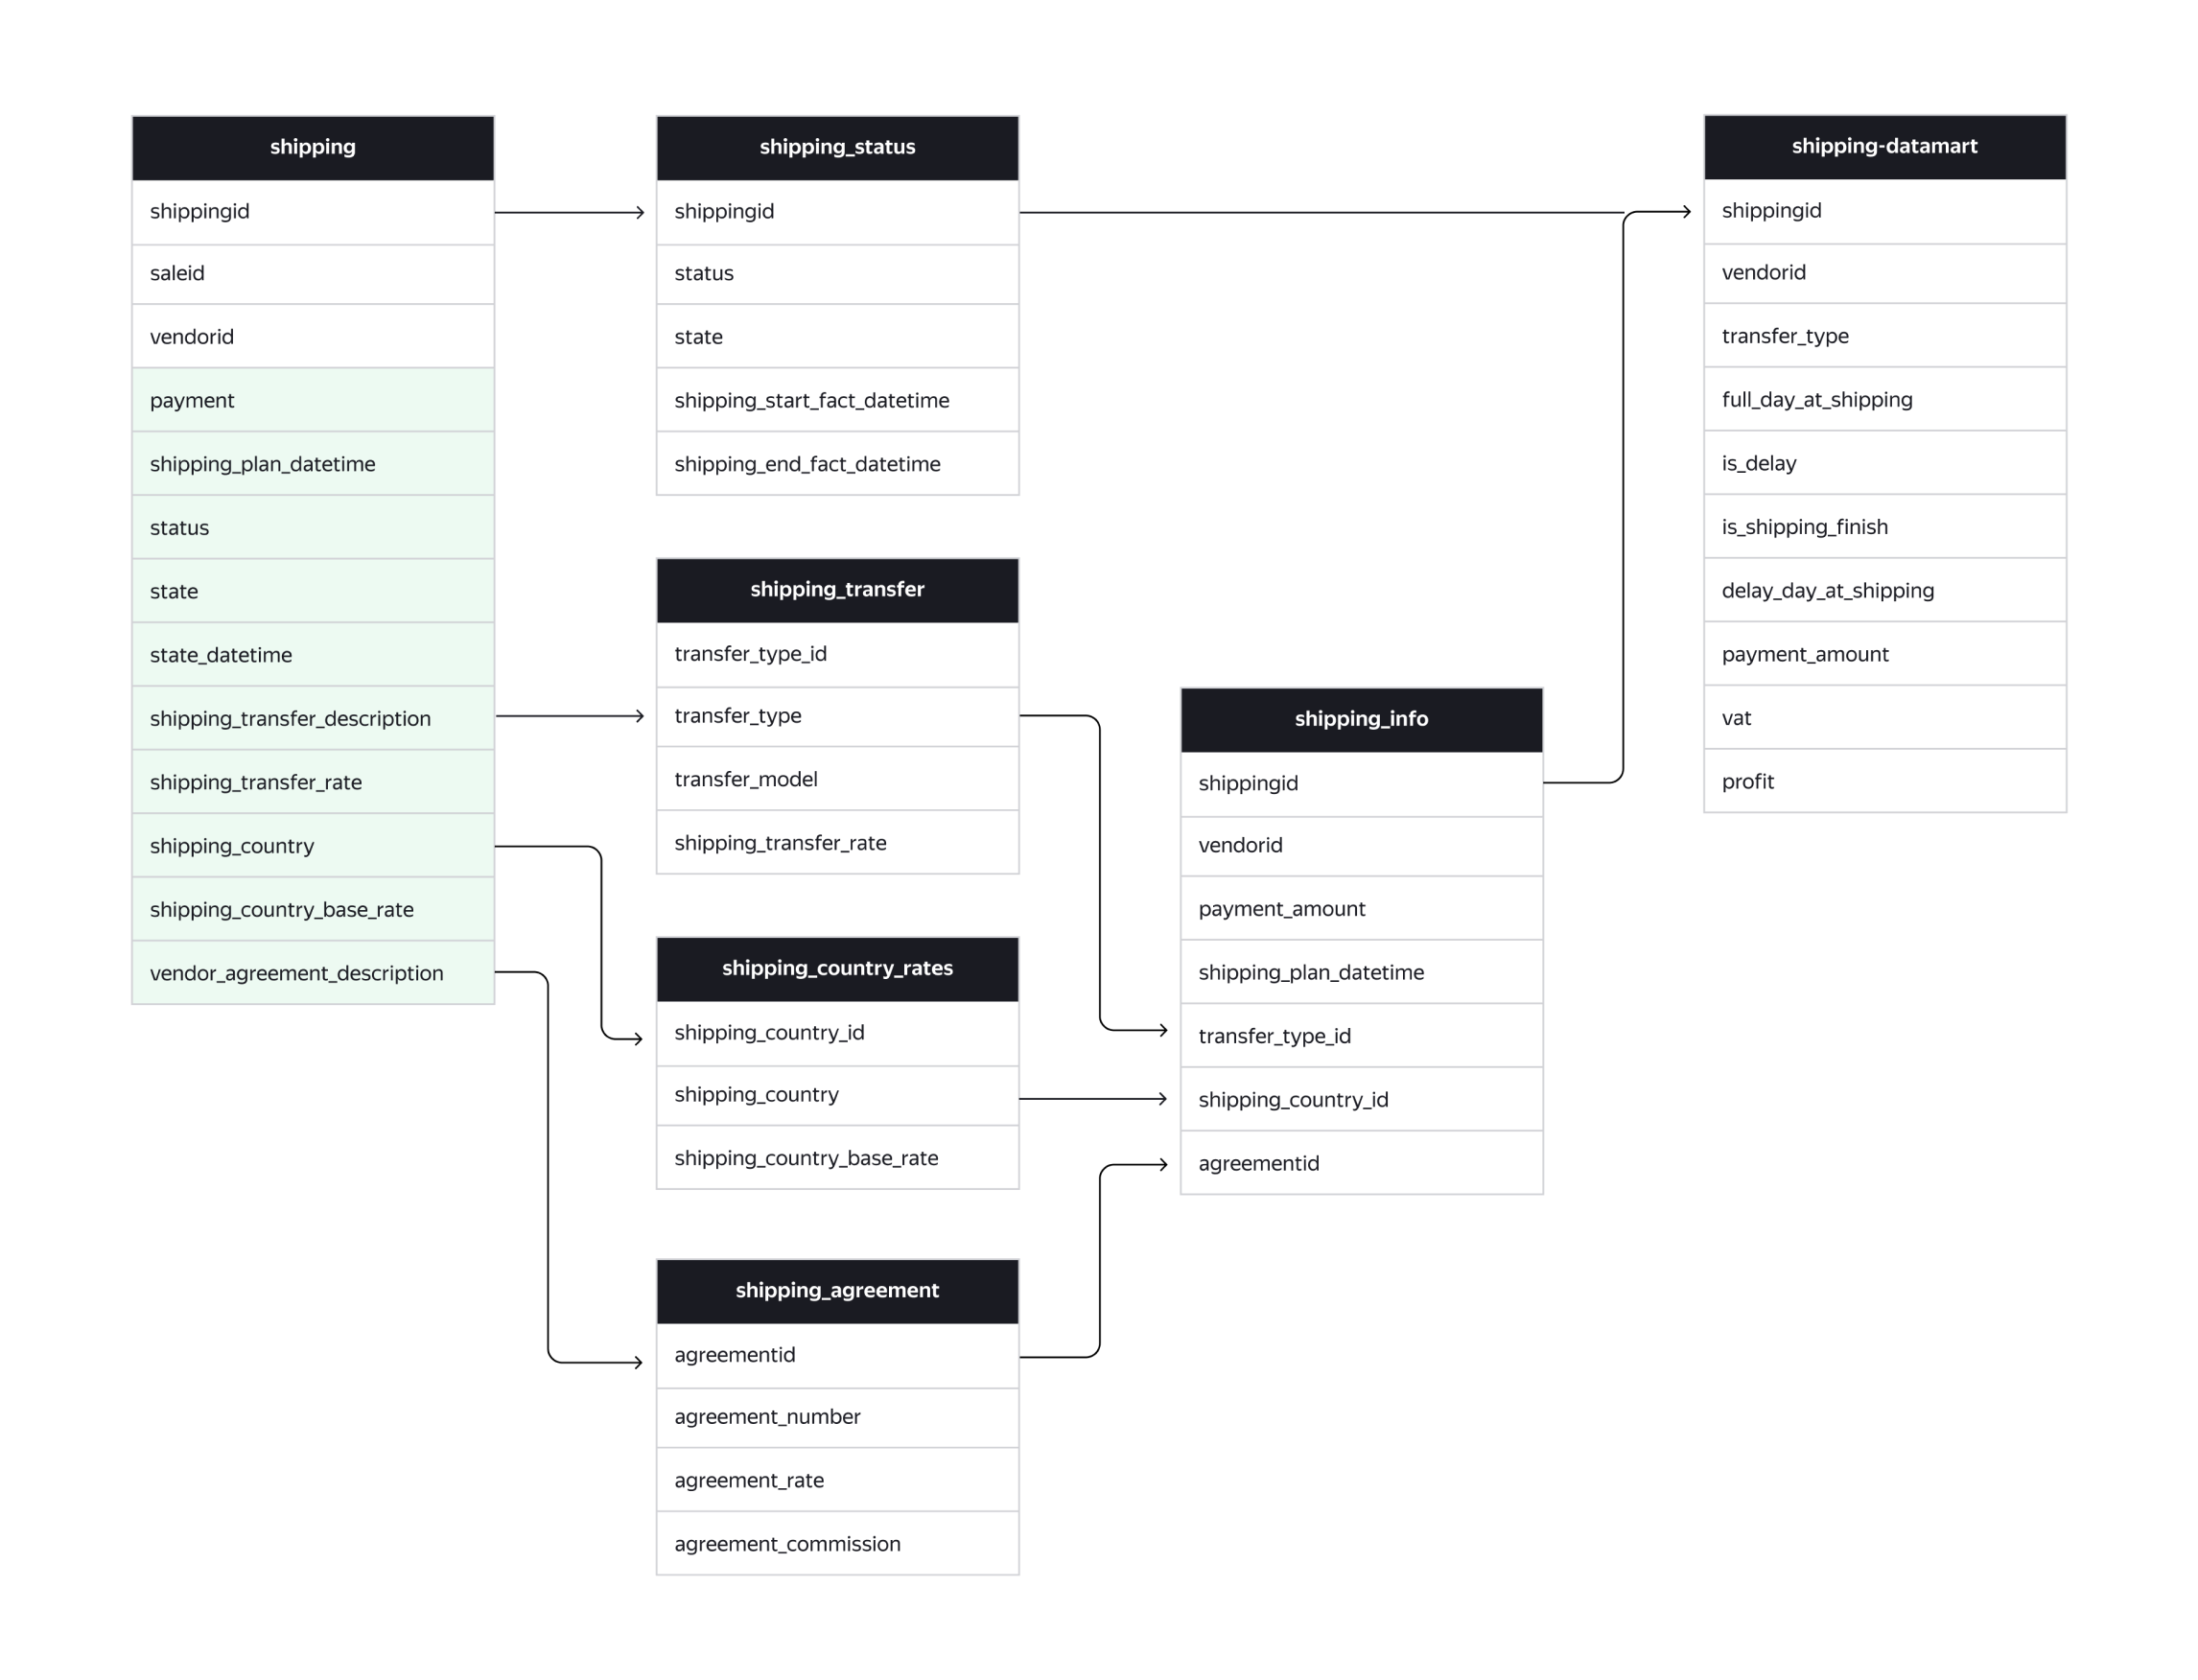 shipping
shippingid
saleid
vendorid
payment
shipping_plan_datetime
status
state
state_datetime
shipping_transfer_description
shipping_transfer_rate
shipping_country
shipping_country_base_rate
vendor_agreement_description
shipping_status
shippingid
status
state
shipping_start_fact_datetime
shipping_end_fact_datetime
shipping_transfer
transfer_type_id
transfer_type
transfer_model
shipping_transfer_rate
shipping_country_rates
shipping_country_id
shipping_country
shipping_country_base_rate
shipping_agreement
agreementid
agreement_number
agreement_rate
agreement_commission
shipping_info
shippingid
vendorid
payment_amount
shipping_plan_datetime
transfer_type_id
shipping_country_id
agreementid
shipping-datamart
shippingid
vendorid
transfer_type
full_day_at_shipping
is_delay
is_shipping_finish
delay_day_at_shipping
payment_amount
vat
profit